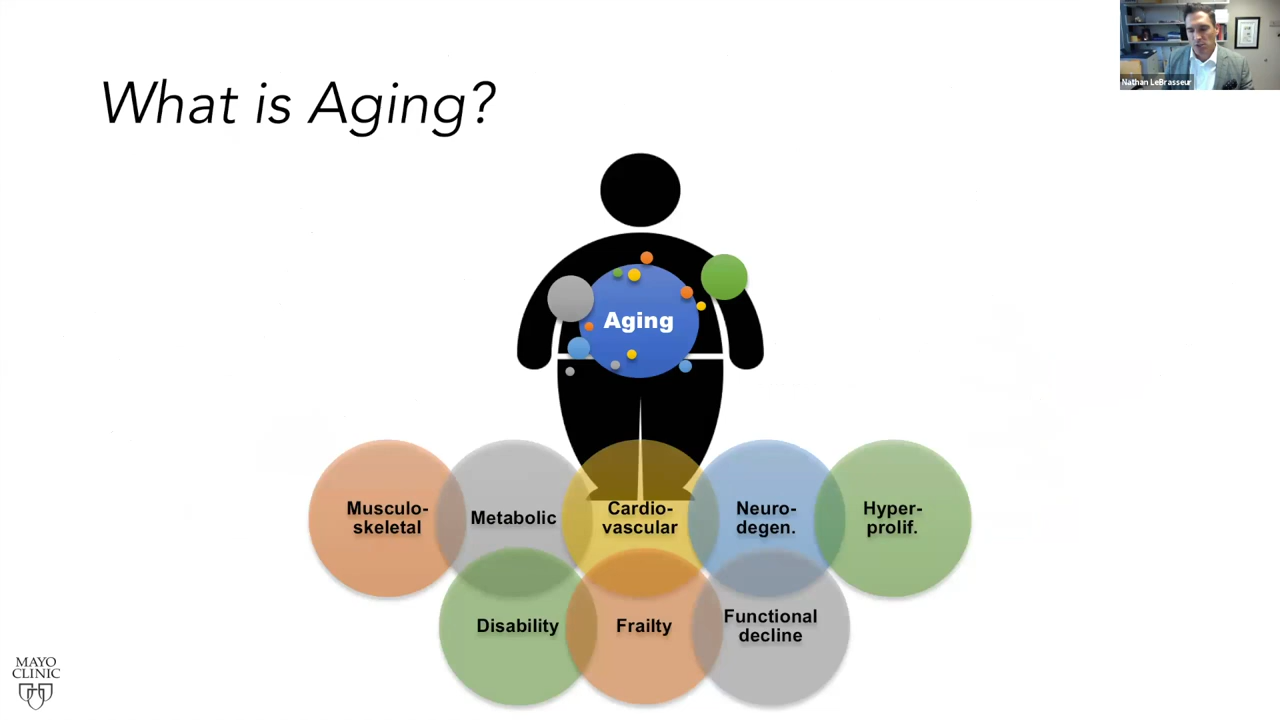 Nathan LeBrasseur
What is Aging?
Aging
Musculo-
skeletal
Metabolic
Cardio-
vascular
Neuro-
degen.
Hyper-
prolif.
Disability
Frailty
Functional
decline
MAYO
CLINIC